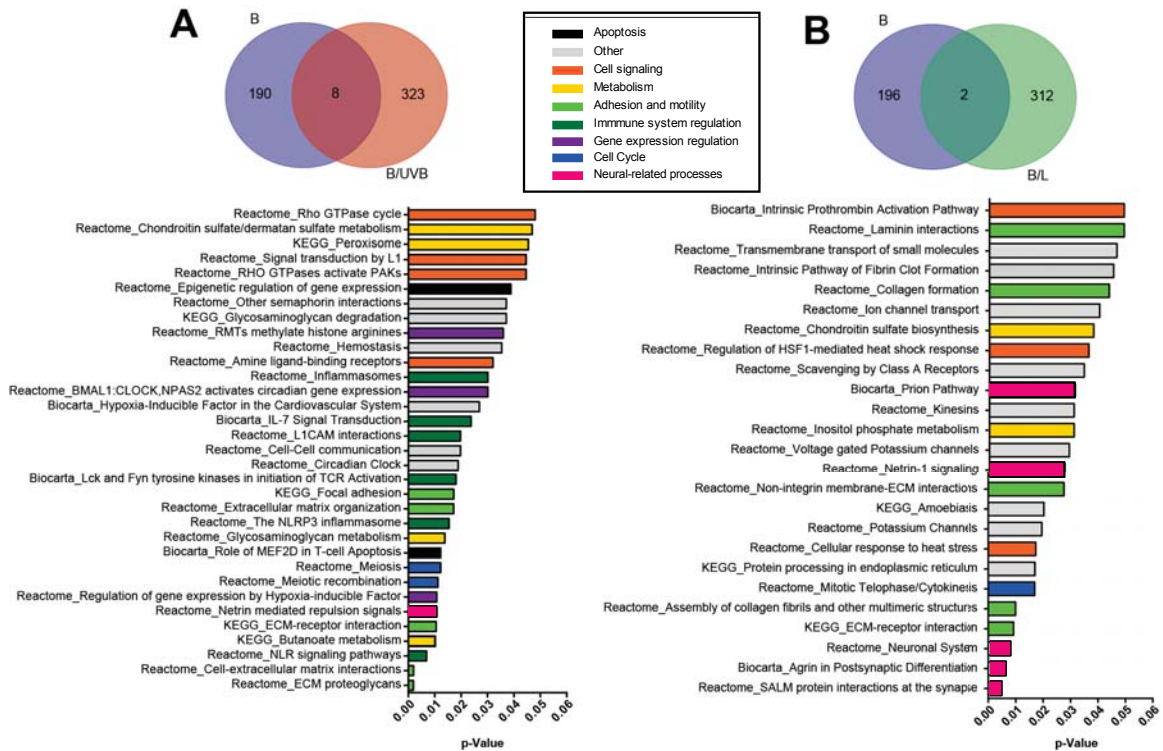 A
B
190
8
323
B/UVB
Apoptosis
Other
Cell signaling
Metabolism
Adhesion and motility
Immmune system regulation
Gene expression regulation
Cell Cycle
Neural-related processes
B
B
196
2
312
B/L
Reactome_Rho GTPase cycle
Reactome_Chondroitin sulfate/dermatan sulfate metabolism
KEGG_Peroxisome
Reactome_Signal transduction by L1
Reactome_RHO GTPases activate PAKs
Reactome_Epigenetic regulation of gene expression
Reactome_Other semaphorin interactions
KEGG_Glycosaminoglycan degradation
Reactome_RMTs methylate histone arginines
Reactome_Hemostasis
Reactome_Amine ligand-binding receptors
Reactome_Inflammasomes
Reactome_BMAL1:CLOCK,NPAS2 activates circadian gene expression
Biocarta_Hypoxia-Inducible Factor in the Cardiovascular System
Biocarta_IL-7 Signal Transduction
Reactome_L1CAM interactions
Reactome_Cell-Cell communication
Reactome_Circadian Clock
Biocarta_Lck and Fyn tyrosine kinases in initiation of TCR Activation
KEGG_Focal adhesion
Reactome_Extracellular matrix organization
Reactome_The NLRP3 inflammasome
Reactome_Glycosaminoglycan metabolism
Biocarta_Role of MEF2D in T-cell Apoptosis
Reactome_Meiosis
Reactome_Meiotic recombination
Reactome_Regulation of gene expression by Hypoxia-inducible Factor
Reactome_Netrin mediated repulsion signals
KEGG_ECM-receptor interaction
KEGG_Butanoate metabolism
Reactome_NLR signaling pathways
Reactome_Cell-extracellular matrix interactions
Reactome_ECM proteoglycans
0.00 0.01 0.02 0.03 0.04 0.05 0.06
p-Value
Biocarta_Intrinsic Prothrombin Activation Pathway
Reactome_Laminin interactions
Reactome_Transmembrane transport of small molecules
Reactome_Intrinsic Pathway of Fibrin Clot Formation
Reactome_Collagen formation
Reactome_Ion channel transport
Reactome_Chondroitin sulfate biosynthesis
Reactome_Regulation of HSF1-mediated heat shock response
Reactome_Scavenging by Class A Receptors
Biocarta_Prion Pathway
Reactome_Kinesins
Reactome_Inositol phosphate metabolism
Reactome_Voltage gated Potassium channels
Reactome_Netrin-1 signaling
Reactome_Non-integrin membrane-ECM interactions
KEGG_Amoebiasis
Reactome_Potassium Channels
Reactome_Cellular response to heat stress
KEGG_Protein processing in endoplasmic reticulum
Reactome_Mitotic Telophase/Cytokinesis
Reactome_Assembly of collagen fibrils and other multimeric structures
KEGG_ECM-receptor interaction
Reactome_Neuronal System
Biocarta_Agrin in Postsynaptic Differentiation
Reactome_SALM protein interactions at the synapse
0.00 0.01 0.02 0.03 0.04 0.05 0.06
p-Value